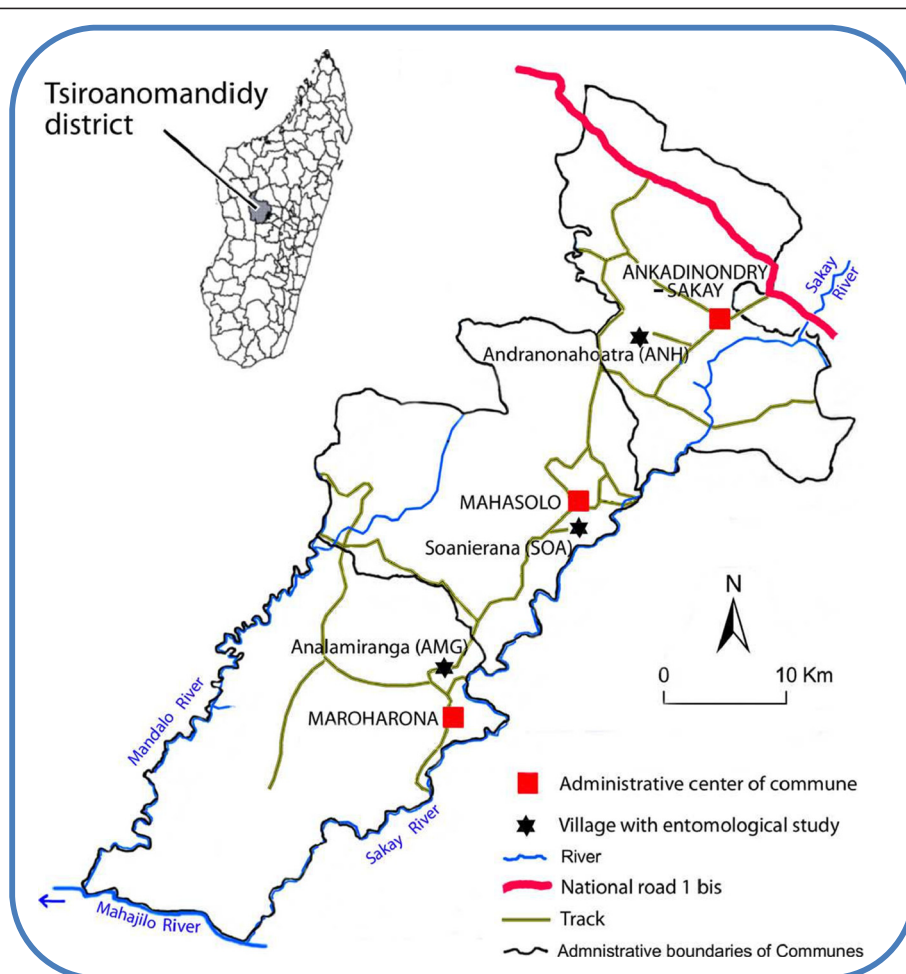 Tsiroanomandidy
district
ANKADINONDRY
– SAKAY
Sakay
River
Andranonahoatra (ANH)
MAHASOLO
Soanierana (SOA)
N
Analamiranga (AMG)
0 10 Km
Mandalo River
MAROHARONA
Administrative center of commune
Village with entomological study
Sakay River
River
National road 1 bis
Mahajilo River
Track
Admnistrative boundaries of Communes